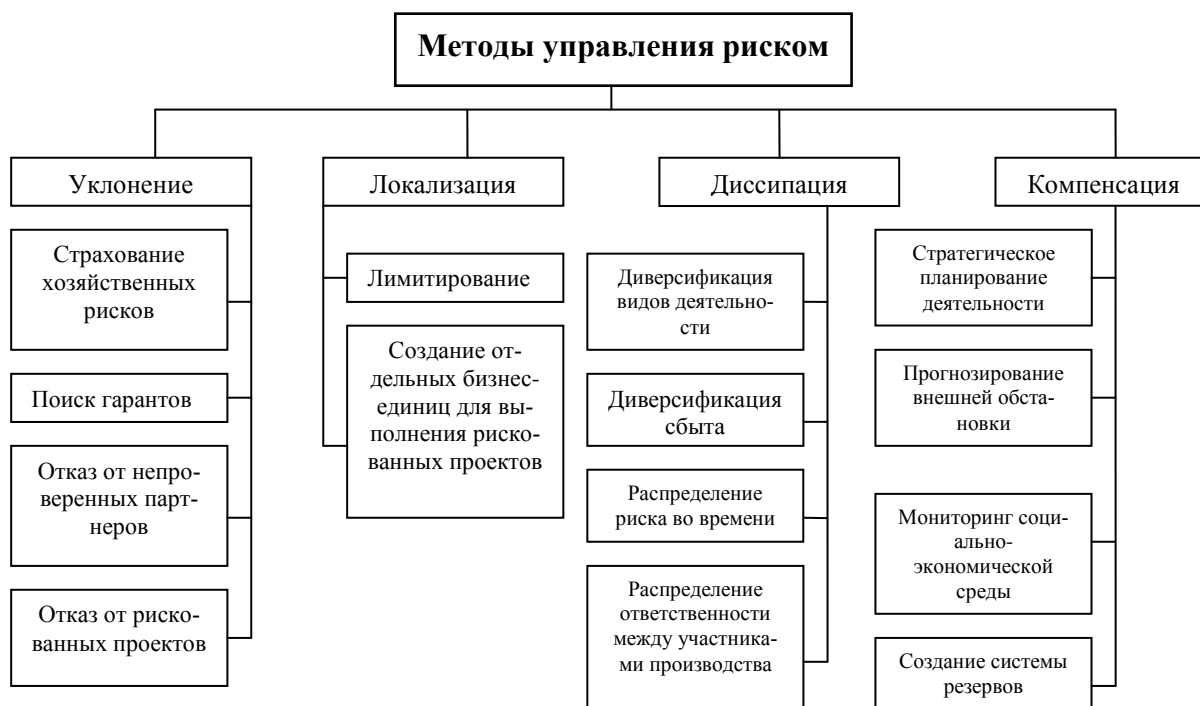 Методы управления риском
Уклонение
Локализация
Диссипация
Компенсация
Страхование
хозяйственных
рисков
Поиск гарантов
Отказ от непро-
веренных парт-
неров
Отказ от риско-
ванных проектов
Лимитирование
Создание от-
дельных бизнес-
единиц для вы-
полнения риско-
ванных проектов
Диверсификация
видов деятельно-
сти
Диверсификация
сбыта
Распределение
риска во времени
Распределение
ответственности
между участника-
ми производства
Стратегическое
планирование
деятельности
Прогнозирование
внешней обста-
новки
Мониторинг соци-
ально-
экономической
среды
Создание системы
резервов